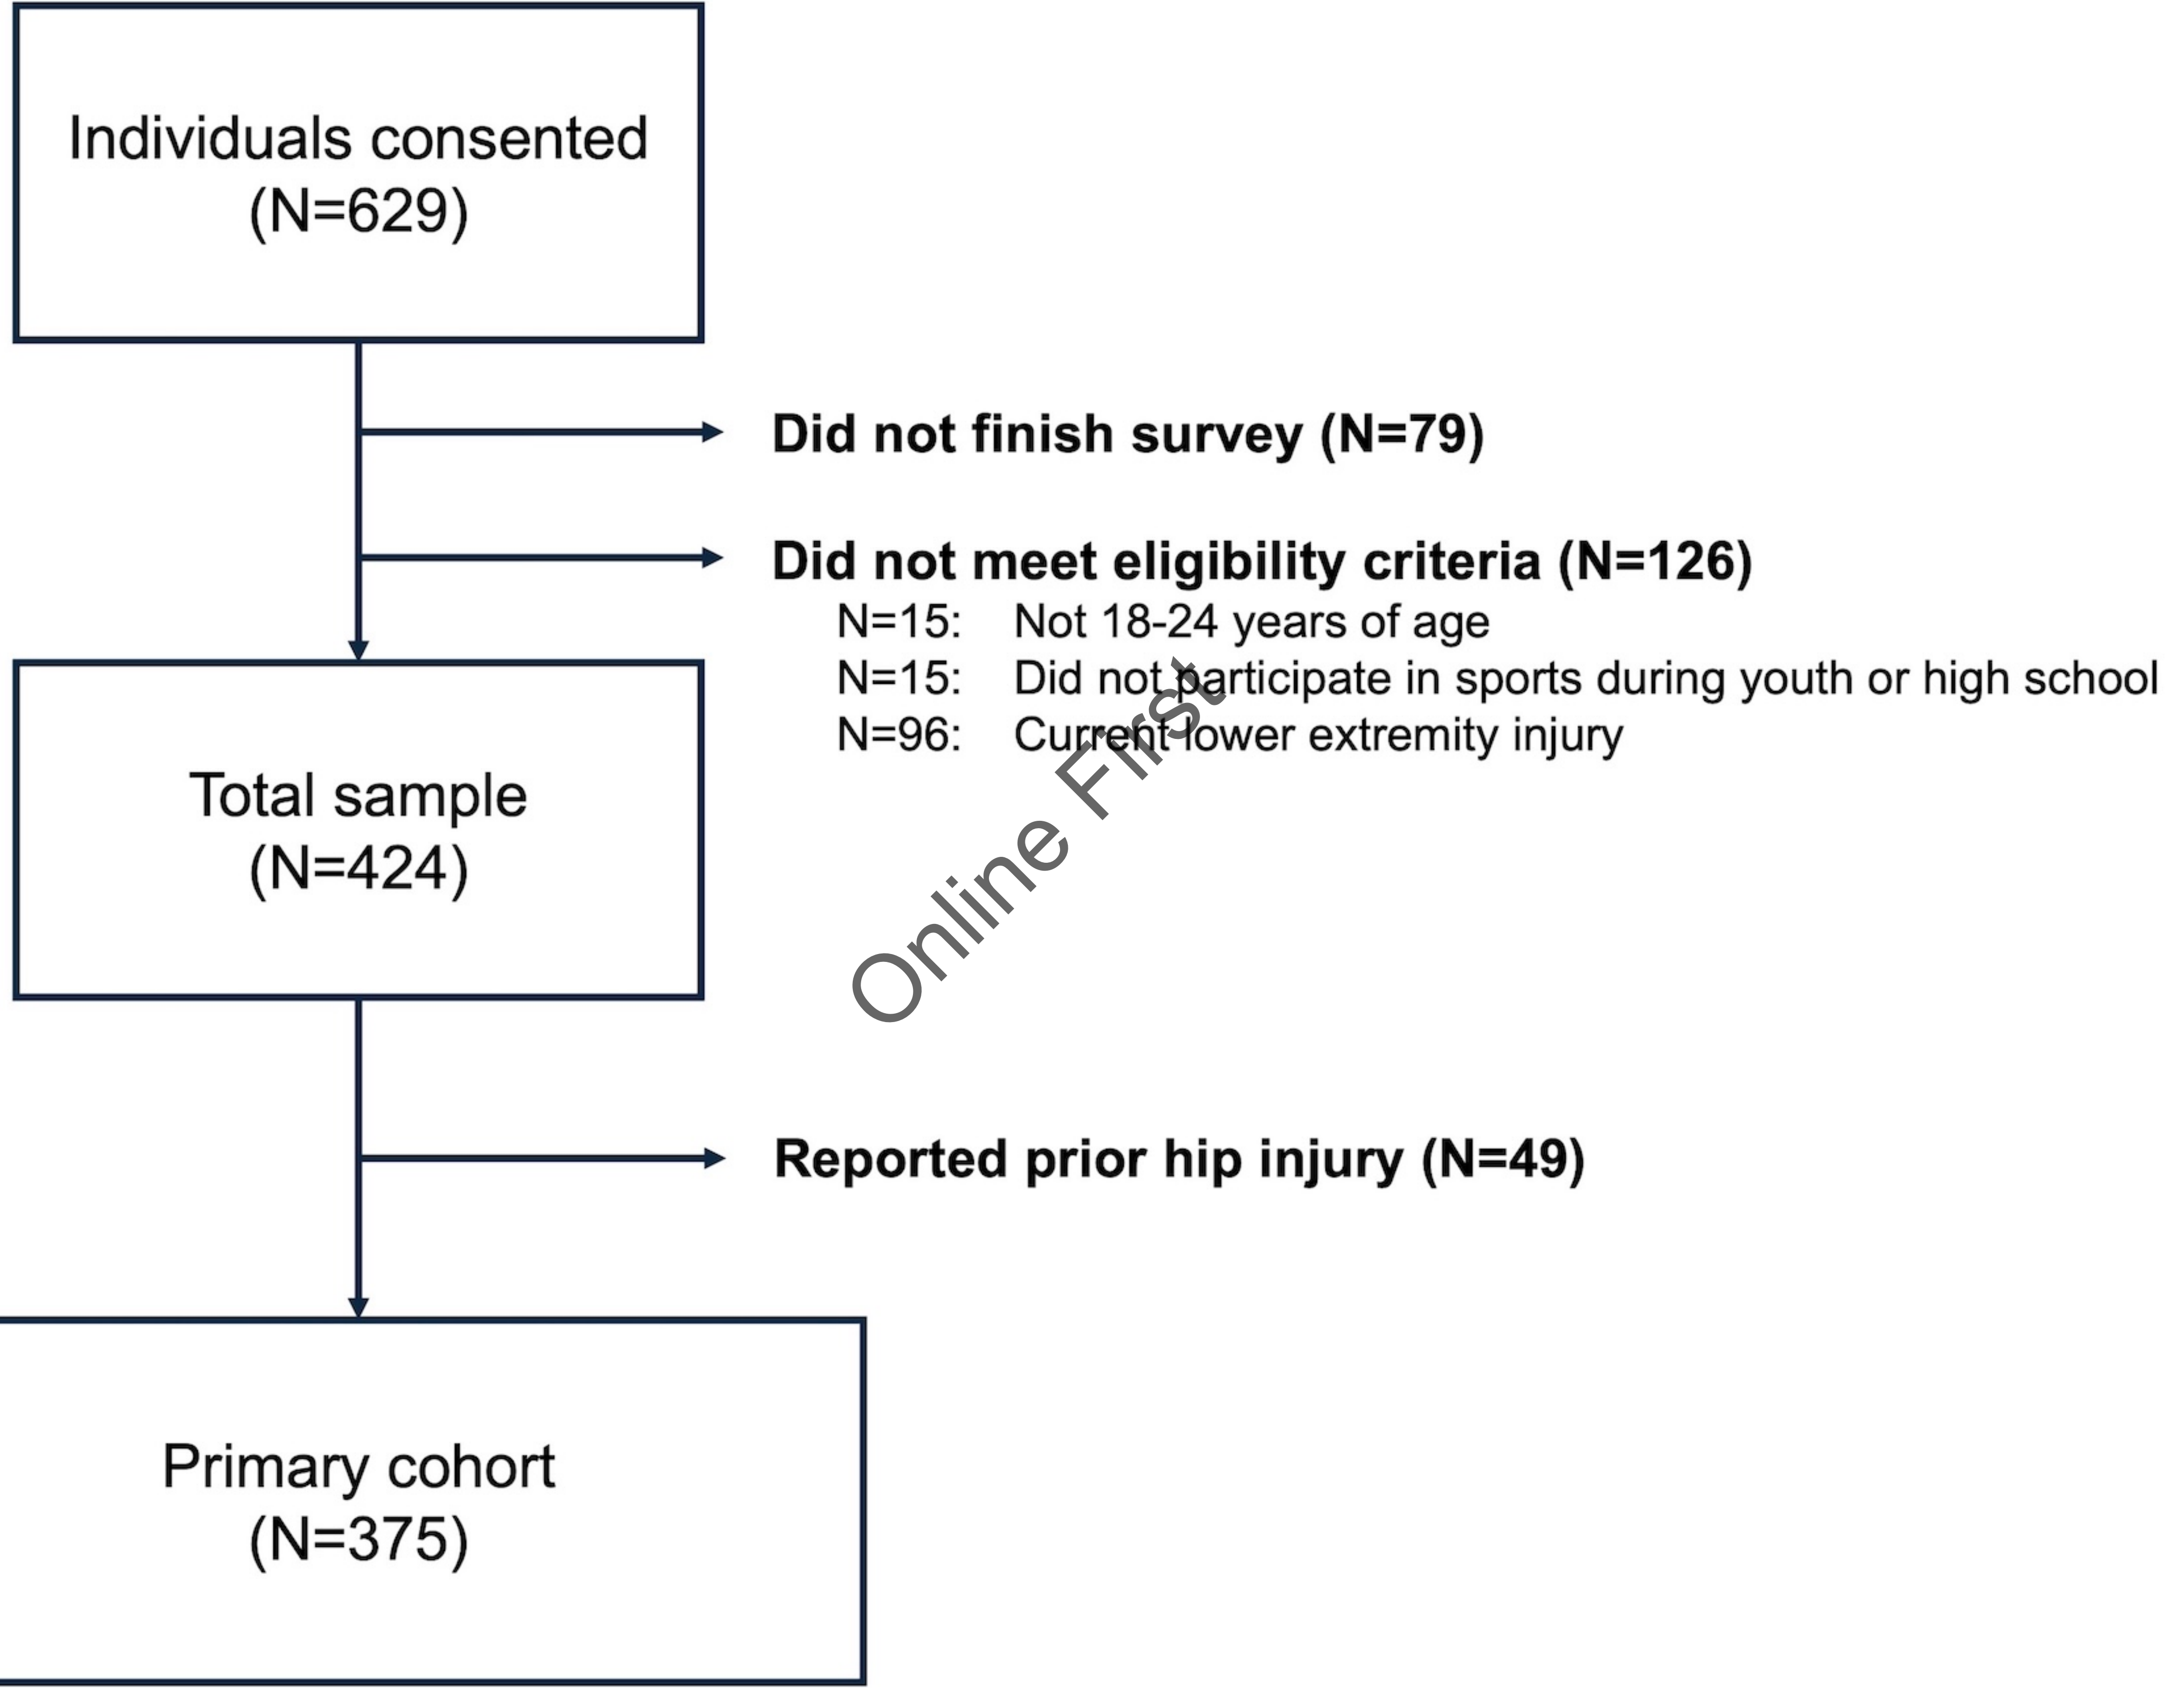 Individuals consented
(N=629)
Did not finish survey (N=79)
Did not meet eligibility criteria (N=126)
N=15: Not 18-24 years of age
N=15: Did not participate in sports during youth or high school
N=96: Current lower extremity injury
Total sample
(N=424)
Online First
Reported prior hip injury (N=49)
Primary cohort
(N=375)